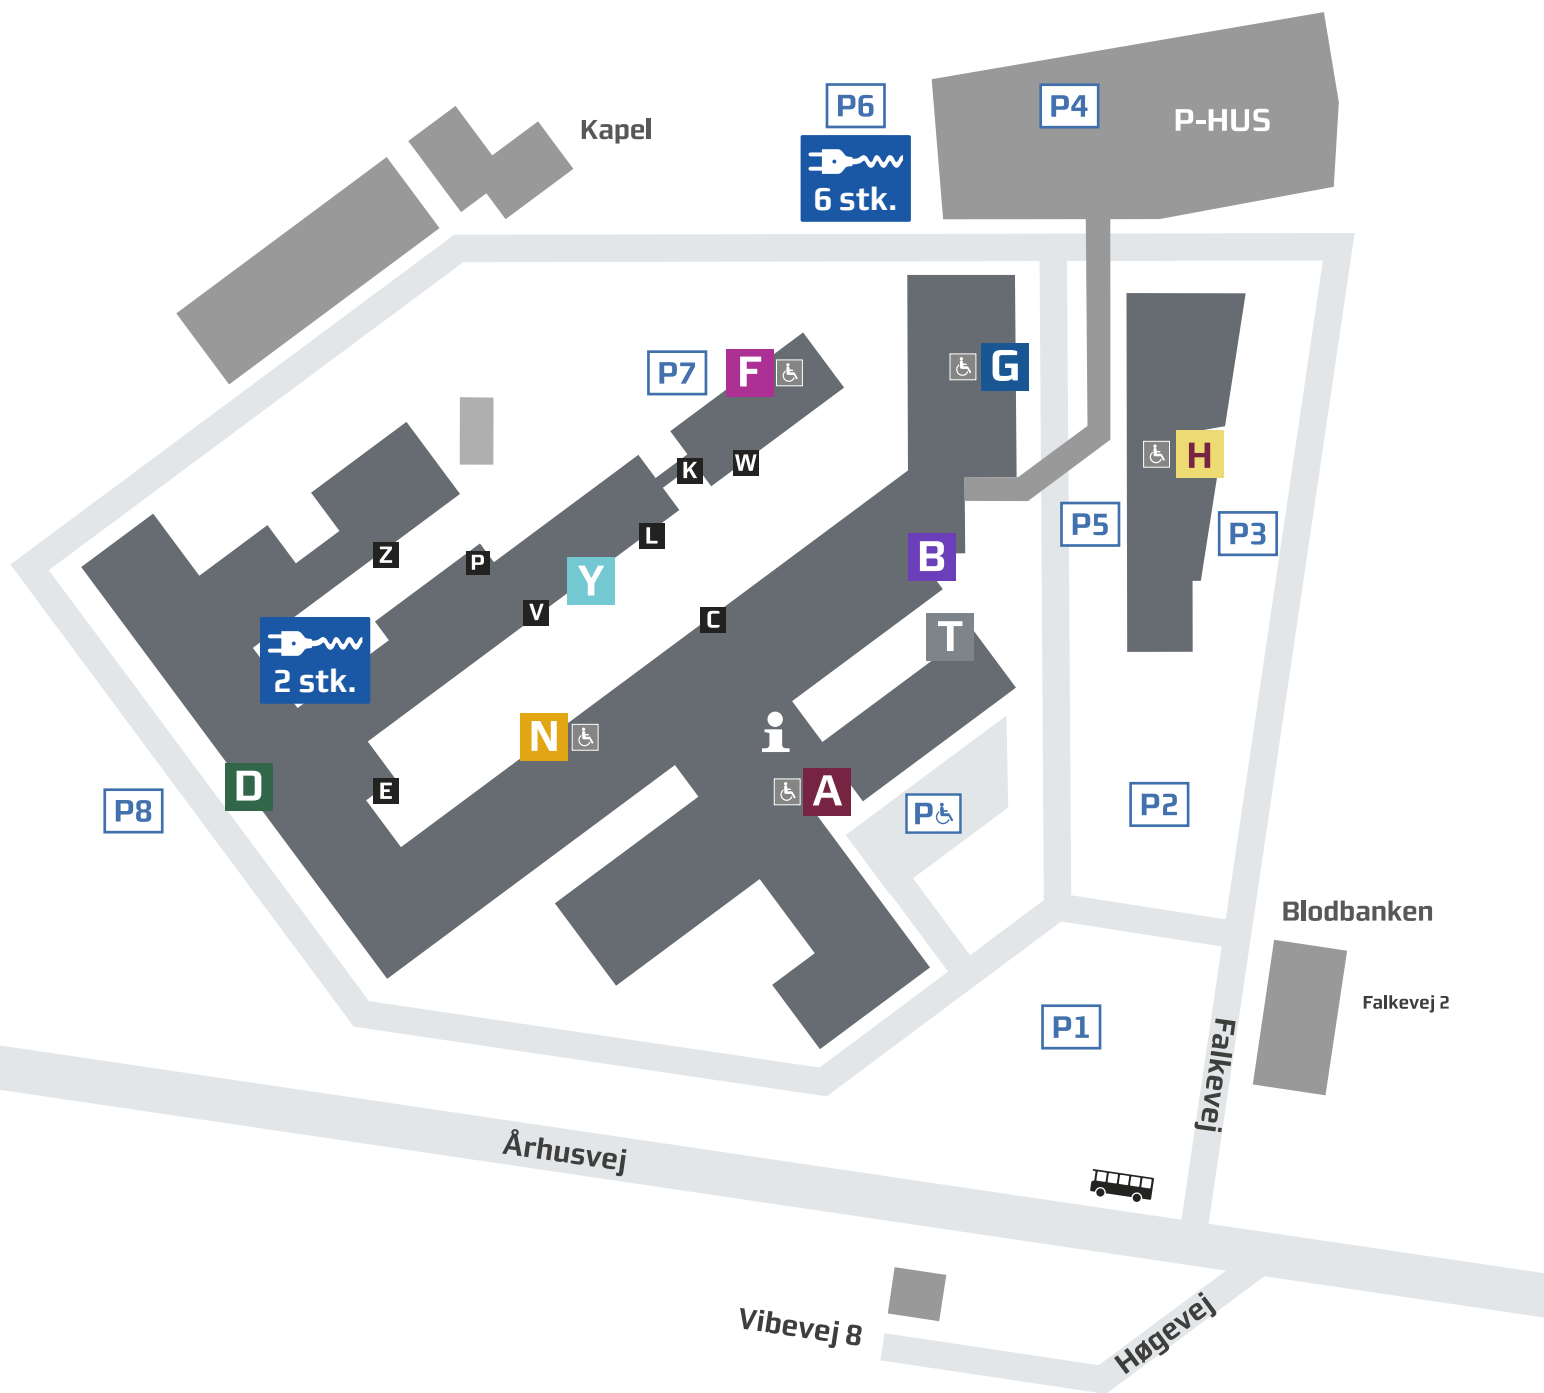 P6
P4
P-HUS
Kapel
6 stk.
P7
F
G
K
W
H
L
P5
P3
Z
P
B
Y
V
C
T
2 stk.
N
i
D
E
A
P8
P
P2
Blodbanken
Falkevej 2
P1
Falkevej
Århusvej
Vibevej 8
Høgevej